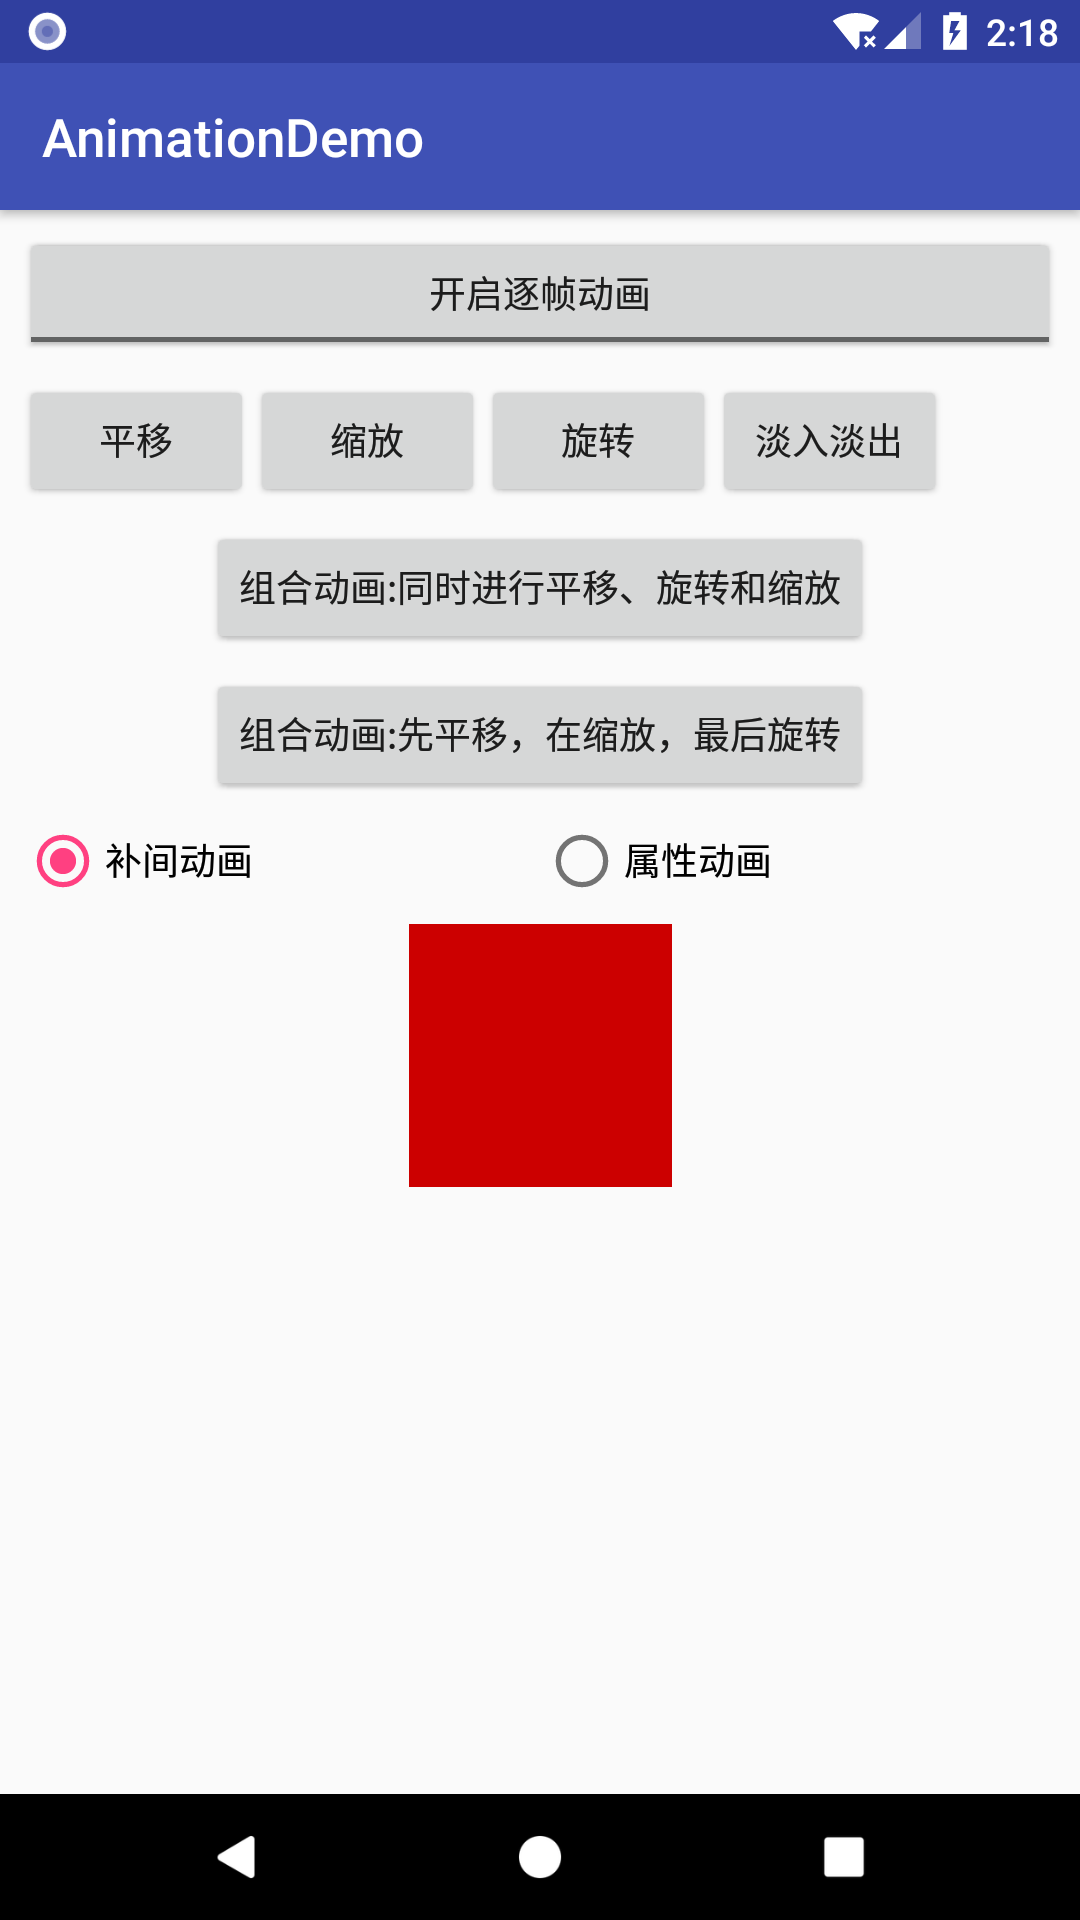 2:18
AnimationDemo
开启逐帧动画
平移 缩放 旋转 淡入淡出
组合动画:同时进行平移、旋转和缩放
组合动画:先平移，在缩放，最后旋转
补间动画 属性动画